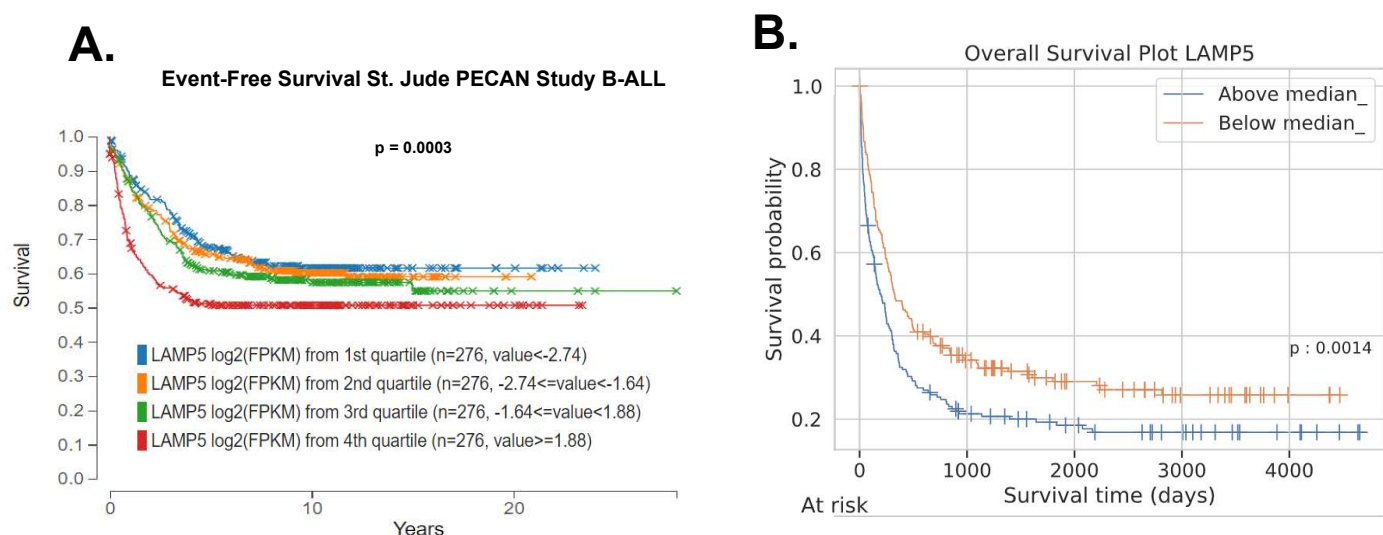 A.
Event-Free Survival St. Jude PECAN Study B-ALL
p = 0.0003
1.0
0.9
0.8
0.7
0.6
0.5
0.4
0.3
0.2
0.1
0.0
Survival
LAMP5 log2(FPKM) from 1st quartile (n=276, value<-2.74)
LAMP5 log2(FPKM) from 2nd quartile (n=276, -2.74<=value<-1.64)
LAMP5 log2(FPKM) from 3rd quartile (n=276, -1.64<=value<1.88)
LAMP5 log2(FPKM) from 4th quartile (n=276, value>=1.88)
0 10 20
Years
B.
Overall Survival Plot LAMP5
Above median_
Below median_
1.0
0.8
0.6
0.4
0.2
Survival probability
p : 0.0014
0 1000 2000 3000 4000
Survival time (days)
At risk